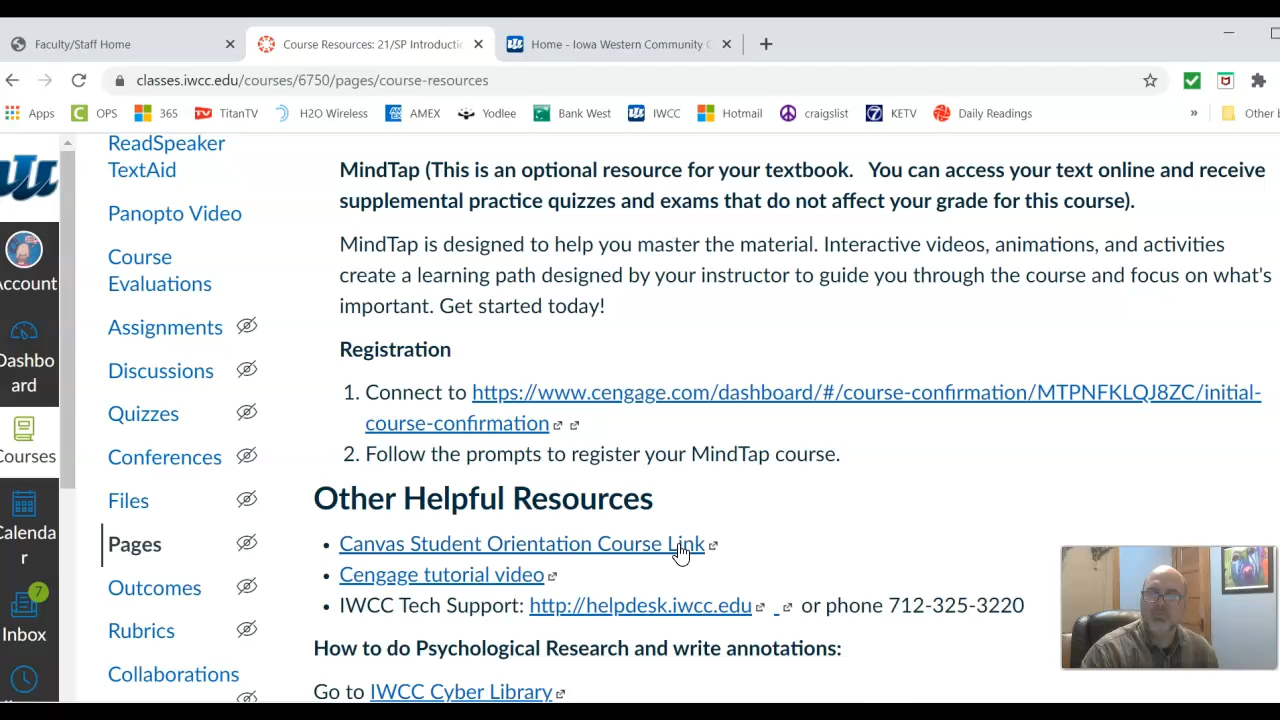 Faculty/Staff Home
Course Resources: 21/SP Introductio
Home - Iowa Western Community C
classes.iwcc.edu/courses/6750/pages/course-resources
Apps OPS 365 TitanTV H2O Wireless AMEX Yodlee Bank West IWCC Hotmail craigslist KETV Daily Readings » Other b
ReadSpeaker
TextAid
Panopto Video
Course
Evaluations
Assignments
Discussions
Quizzes
Conferences
Files
Pages
Outcomes
Rubrics
Collaborations
ccount
Dashbo
ard
Courses
Calenda
r
7
Inbox
MindTap (This is an optional resource for your textbook. You can access your text online and receive
supplemental practice quizzes and exams that do not affect your grade for this course).
MindTap is designed to help you master the material. Interactive videos, animations, and activities
create a learning path designed by your instructor to guide you through the course and focus on what's
important. Get started today!
Registration
1. Connect to https://www.cengage.com/dashboard/#/course-confirmation/MTPNFKLQJ8ZC/initial-
course-confirmation
2. Follow the prompts to register your MindTap course.
Other Helpful Resources
• Canvas Student Orientation Course Link
• Cengage tutorial video
• IWCC Tech Support: http://helpdesk.iwcc.edu or phone 712-325-3220
How to do Psychological Research and write annotations:
Go to IWCC Cyber Library